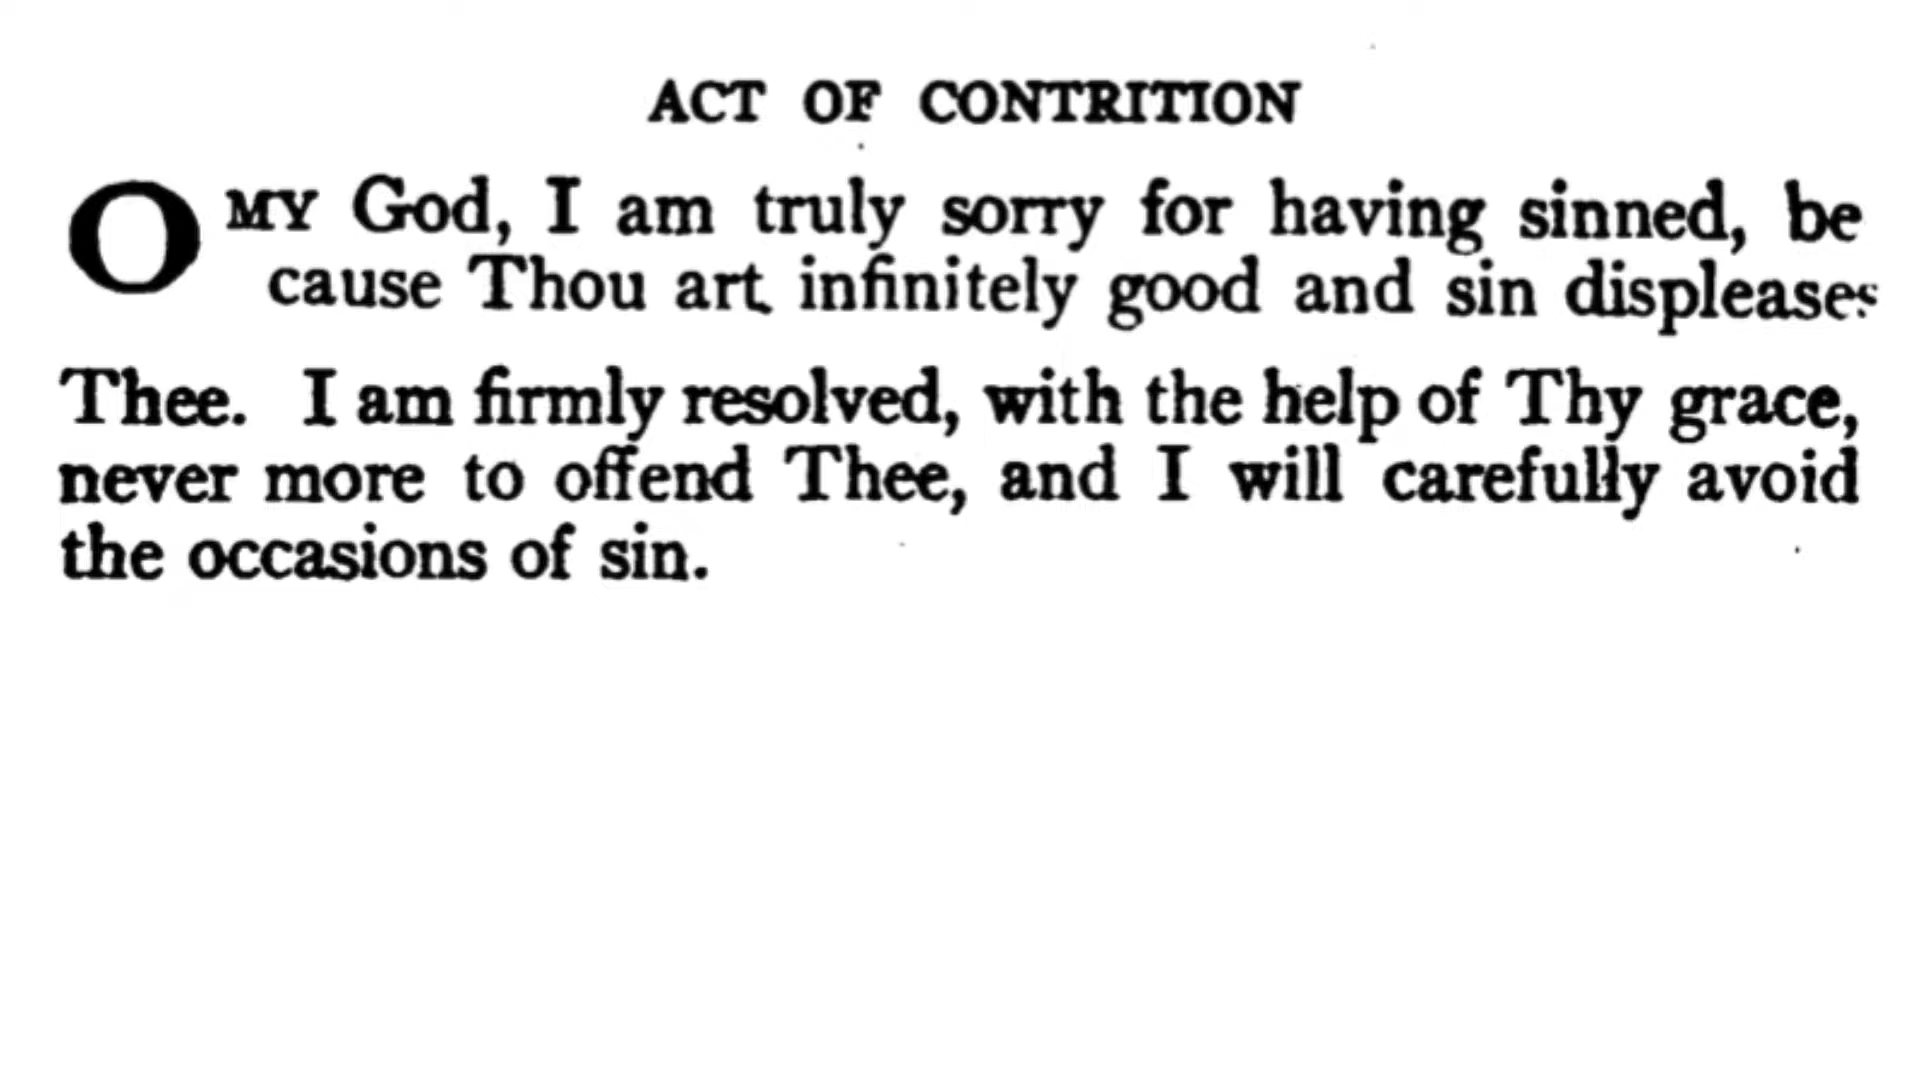 ACT OF CONTRITION
O MY God, I am truly sorry for having sinned, be
cause Thou art infinitely good and sin displeases
Thee. I am firmly resolved, with the help of Thy grace,
never more to offend Thee, and I will carefully avoid
the occasions of sin.